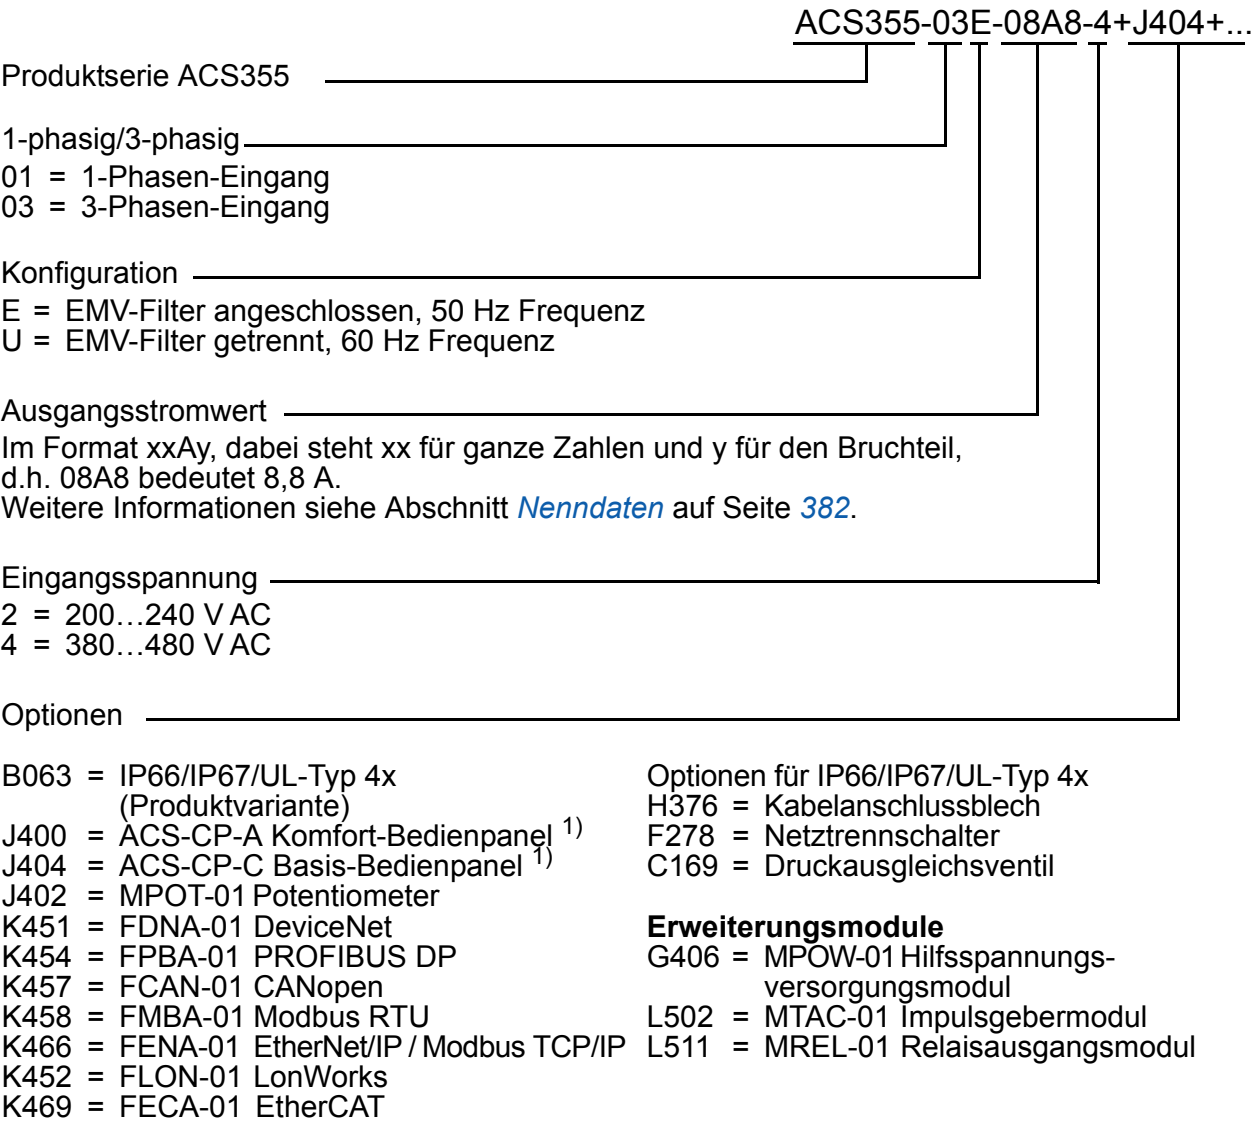 ACS355-03E-08A8-4+J404+...
Produktserie ACS355
1-phasig/3-phasig
01 = 1-Phasen-Eingang
03 = 3-Phasen-Eingang
Konfiguration
E = EMV-Filter angeschlossen, 50 Hz Frequenz
U = EMV-Filter getrennt, 60 Hz Frequenz
Ausgangsstromwert
Im Format xxAy, dabei steht xx für ganze Zahlen und y für den Bruchteil,
d.h. 08A8 bedeutet 8,8 A.
Weitere Informationen siehe Abschnitt Nenndaten auf Seite 382.
Eingangsspannung
2 = 200…240 V AC
4 = 380…480 V AC
Optionen
B063 = IP66/IP67/UL-Typ 4x
(Produktvariante)
J400 = ACS-CP-A Komfort-Bedienpanel 1)
J404 = ACS-CP-C Basis-Bedienpanel 1)
J402 = MPOT-01 Potentiometer
K451 = FDNA-01 DeviceNet
K454 = FPBA-01 PROFIBUS DP
K457 = FCAN-01 CANopen
K458 = FMBA-01 Modbus RTU
K466 = FENA-01 EtherNet/IP / Modbus TCP/IP
K452 = FLON-01 LonWorks
K469 = FECA-01 EtherCAT
Optionen für IP66/IP67/UL-Typ 4x
H376 = Kabelanschlussblech
F278 = Netztrennschalter
C169 = Druckausgleichsventil
Erweiterungsmodule
G406 = MPOW-01 Hilfsspannungs-
versorgungsmodul
L502 = MTAC-01 Impulsgebermodul
L511 = MREL-01 Relaisausgangsmodul